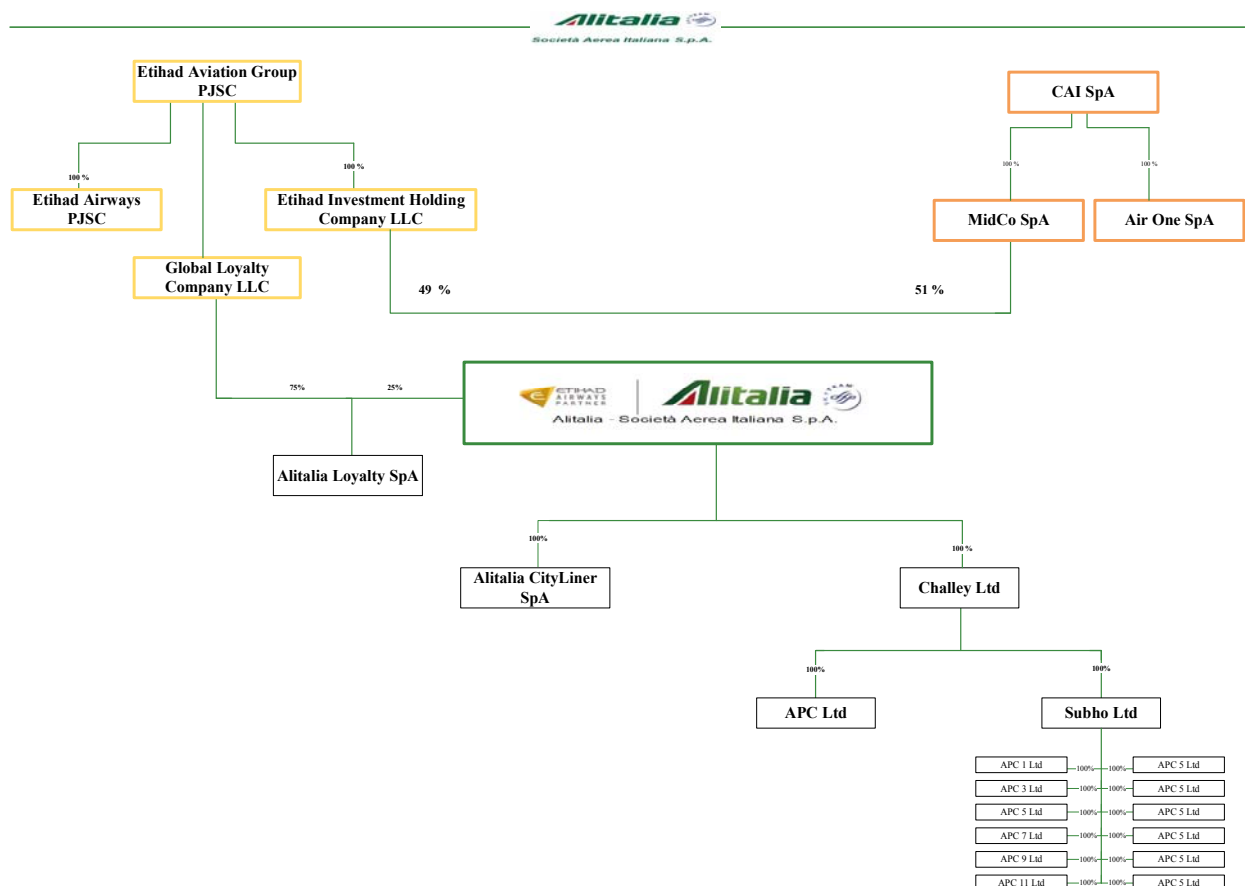 Alitalia
Società Aerea Italiana S.p.A.
Etihad Aviation Group
PJSC
CAI SpA
100 %
100 %
100 %
100 %
Etihad Airways
PJSC
Etihad Investment Holding
Company LLC
MidCo SpA
Air One SpA
Global Loyalty
Company LLC
49 %
51 %
75%
25%
ETIHAD
AIRWAYS
PARTNER
Alitalia
Alitalia - Società Aerea Italiana S.p.A.
Alitalia Loyalty SpA
100%
100 %
Alitalia CityLiner
SpA
Challey Ltd
100%
100%
APC Ltd
Subho Ltd
APC 1 Ltd
100%
100%
APC 5 Ltd
APC 3 Ltd
100%
100%
APC 5 Ltd
APC 5 Ltd
100%
100%
APC 5 Ltd
APC 7 Ltd
100%
100%
APC 5 Ltd
APC 9 Ltd
100%
100%
APC 5 Ltd
APC 11 Ltd
100%
100%
APC 5 Ltd